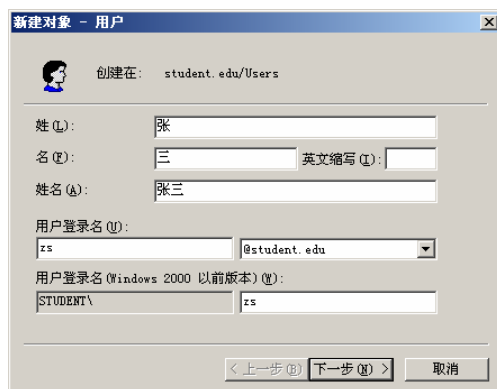 新建对象 - 用户
创建在: student.edu/Users
姓(L): 张
名(F): 三 英文缩写(I):
姓名(A): 张三
用户登录名(U):
zs @student.edu
用户登录名(Windows 2000 以前版本)(W):
STUDENT\ zs
< 上一步(B) 下一步(N) > 取消